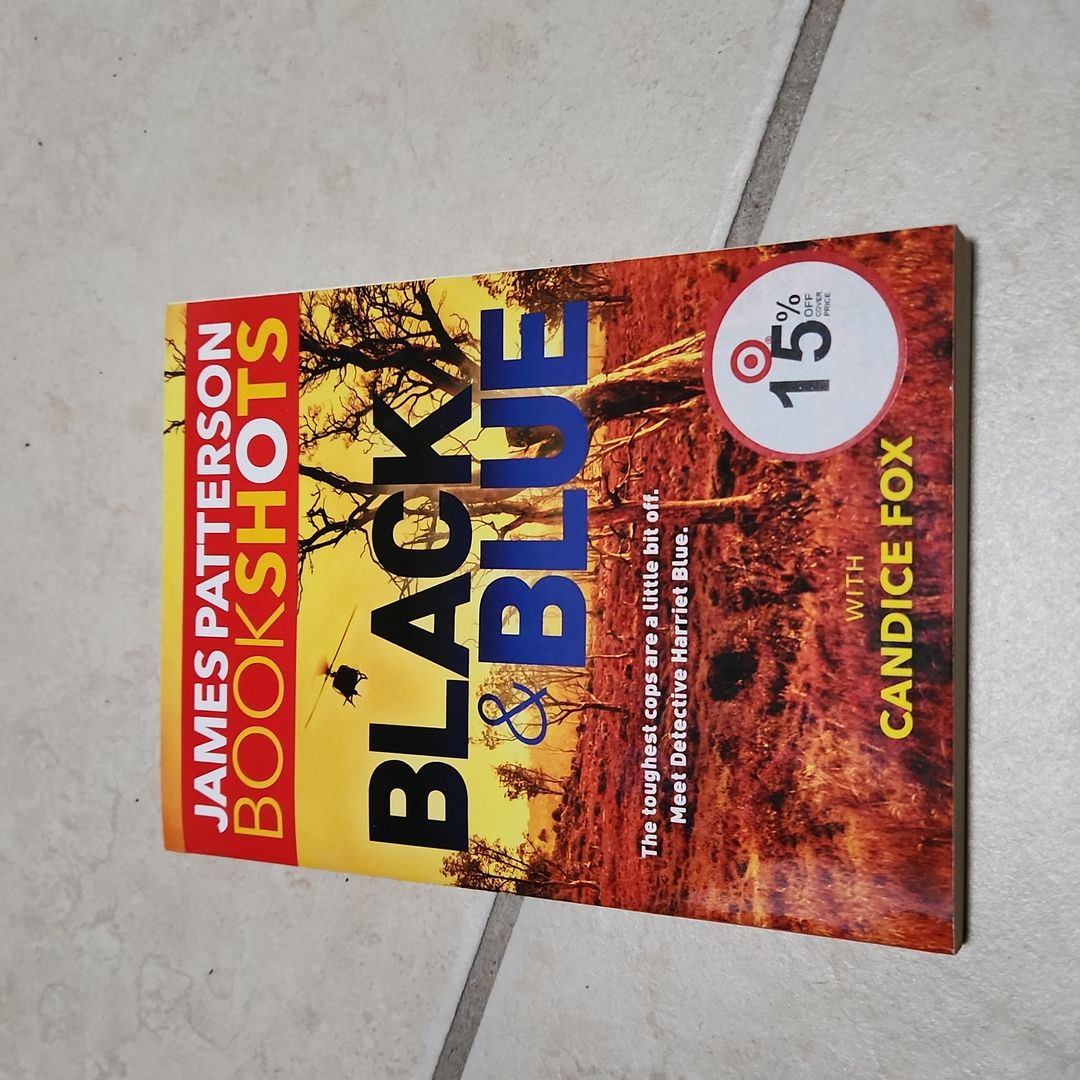 JAMES PATTERSON
BOOKSHOTS
BLACK
& BLUE
The toughest cops are a little bit off.
Meet Detective Harriet Blue.
15%
OFF
COVER
PRICE
WITH
CANDICE FOX